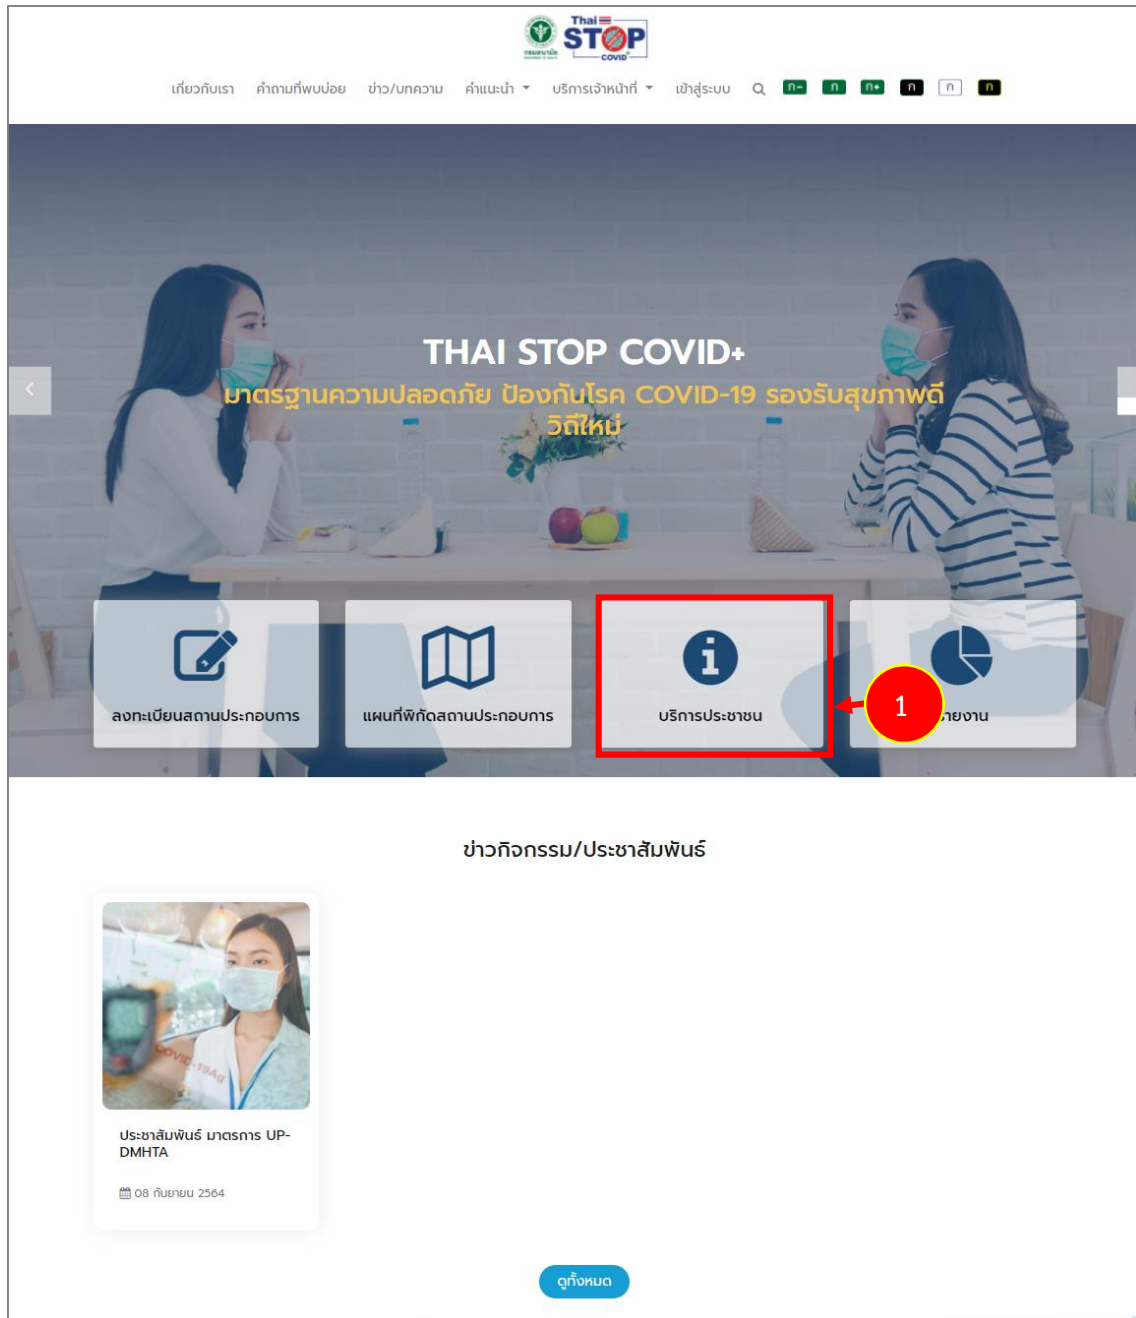 Thai
STOP
COVID
กรมอนามัย
เกี่ยวกับเรา คำถามที่พบบ่อย ข่าว/บทความ คำแนะนำ บริการเจ้าหน้าที่ เข้าสู่ระบบ ก- ก ก+ ก ก ก
THAI STOP COVID+
มาตรฐานความปลอดภัย ป้องกันโรค COVID-19 รองรับสุขภาพดี
วิถีใหม่
ลงทะเบียนสถานประกอบการ
แผนที่พิกัดสถานประกอบการ
บริการประชาชน
1
รายงาน
ข่าวกิจกรรม/ประชาสัมพันธ์
COVID-19Ag
ประชาสัมพันธ์ มาตรการ UP-
DMHTA
08 กันยายน 2564
ดูทั้งหมด